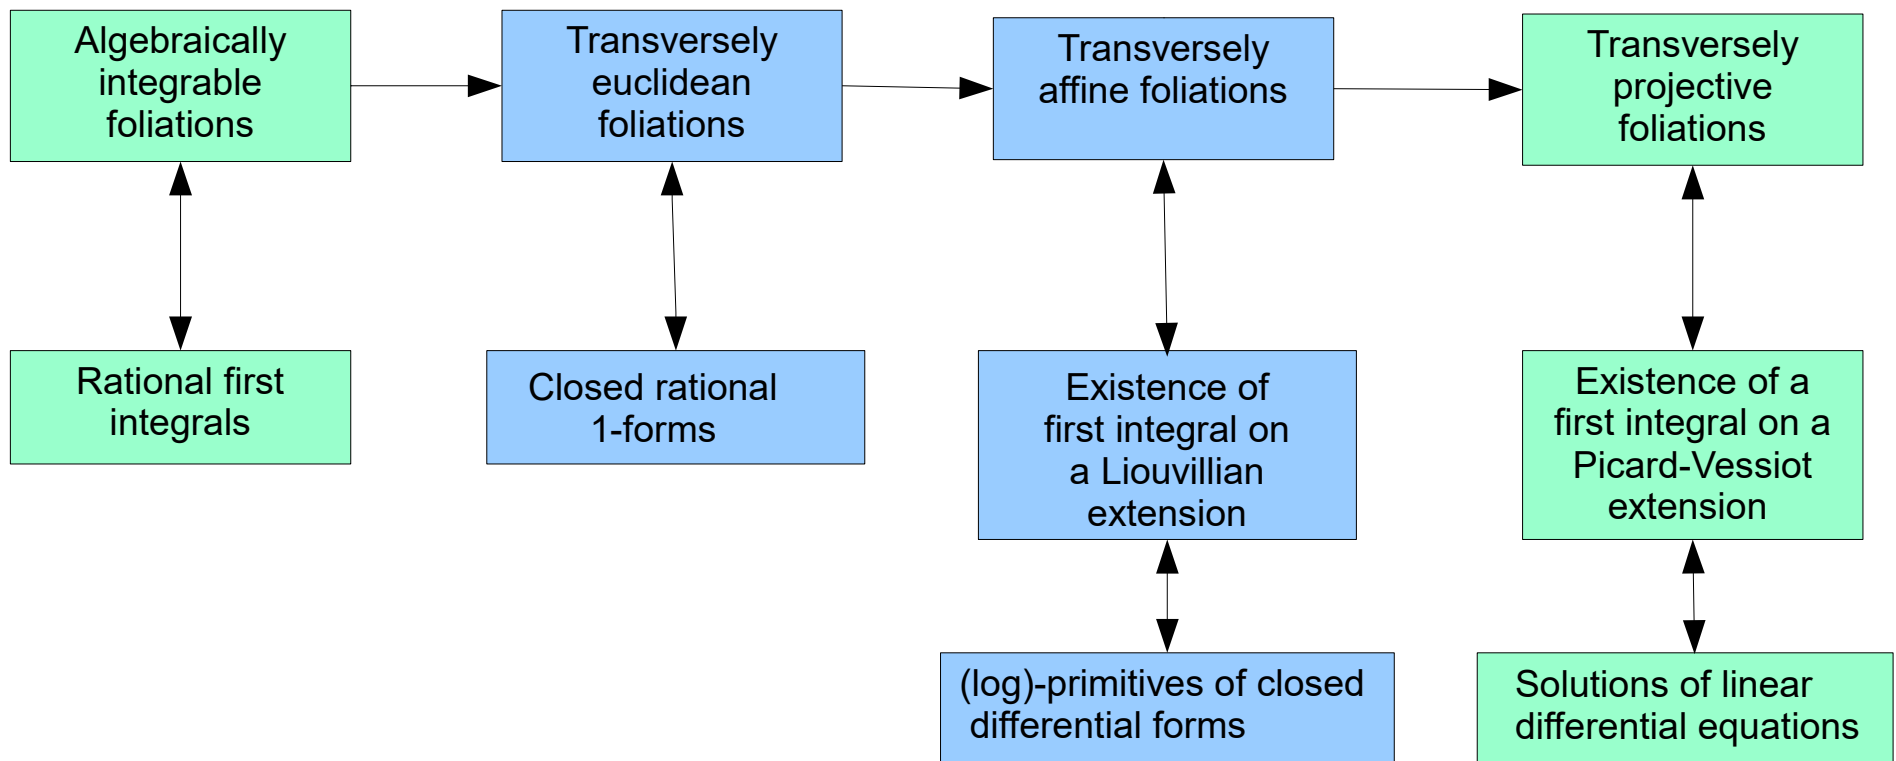 Algebraically
integrable
foliations
Transversely
euclidean
foliations
Transversely
affine foliations
Transversely
projective
foliations
Rational first
integrals
Closed rational
1-forms
Existence of
first integral on
a Liouvillian
extension
Existence of a
first integral on a
Picard-Vessiot
extension
(log)-primitives of closed
differential forms
Solutions of linear
differential equations